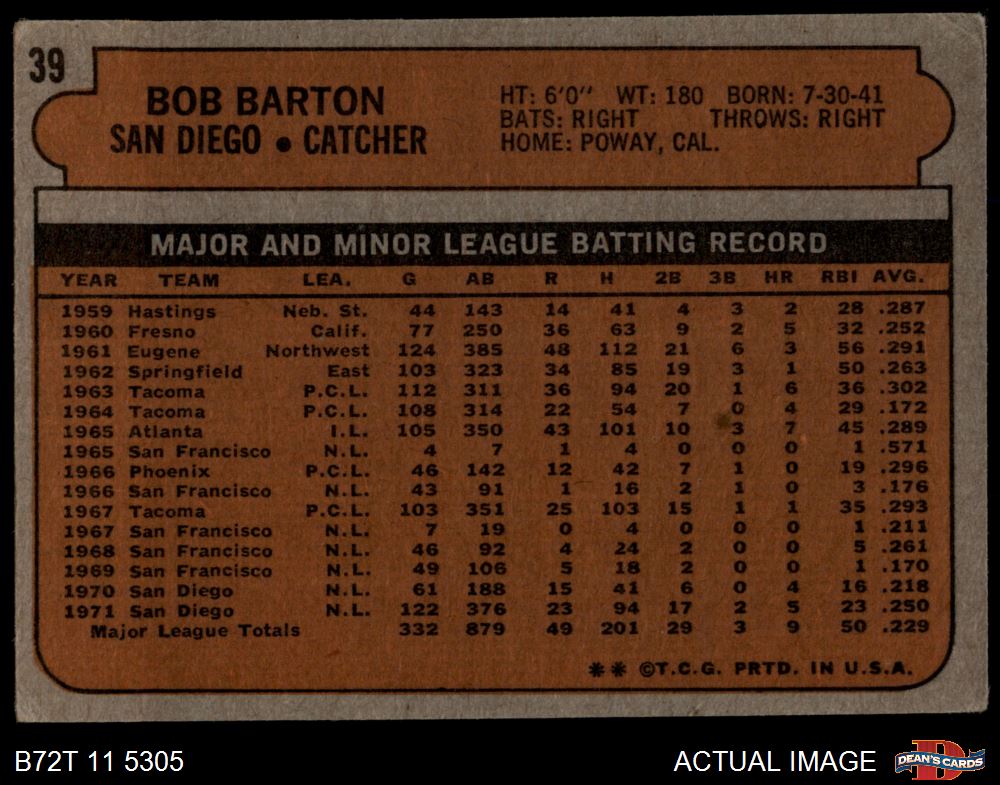 39
BOB BARTON
SAN DIEGO • CATCHER
HT: 6'0" WT: 180 BORN: 7-30-41
BATS: RIGHT THROWS: RIGHT
HOME: POWAY, CAL.
MAJOR AND MINOR LEAGUE BATTING RECORD
YEAR TEAM LEA. G AB R H 2B 3B HR RBI AVG.
1959 Hastings Neb. St. 44 143 14 41 4 3 2 28 .287
1960 Fresno Calif. 77 250 36 63 9 2 5 32 .252
1961 Eugene Northwest 124 385 48 112 21 6 3 56 .291
1962 Springfield East 103 323 34 85 19 3 1 50 .263
1963 Tacoma P.C.L. 112 311 36 94 20 1 6 36 .302
1964 Tacoma P.C.L. 108 314 22 54 7 0 4 29 .172
1965 Atlanta I.L. 105 350 43 101 10 3 7 45 .289
1965 San Francisco N.L. 4 7 1 4 0 0 0 1 .571
1966 Phoenix P.C.L. 46 142 12 42 7 1 0 19 .296
1966 San Francisco N.L. 43 91 1 16 2 1 0 3 .176
1967 Tacoma P.C.L. 103 351 25 103 15 1 1 35 .293
1967 San Francisco N.L. 7 19 0 4 0 0 0 1 .211
1968 San Francisco N.L. 46 92 4 24 2 0 0 5 .261
1969 San Francisco N.L. 49 106 5 18 2 0 0 1 .170
1970 San Diego N.L. 61 188 15 41 6 0 4 16 .218
1971 San Diego N.L. 122 376 23 94 17 2 5 23 .250
Major League Totals 332 879 49 201 29 3 9 50 .229
** ©T.C.G. PRTD. IN U.S.A.
B72T 11 5305
ACTUAL IMAGE
D
DEAN'S CARDS